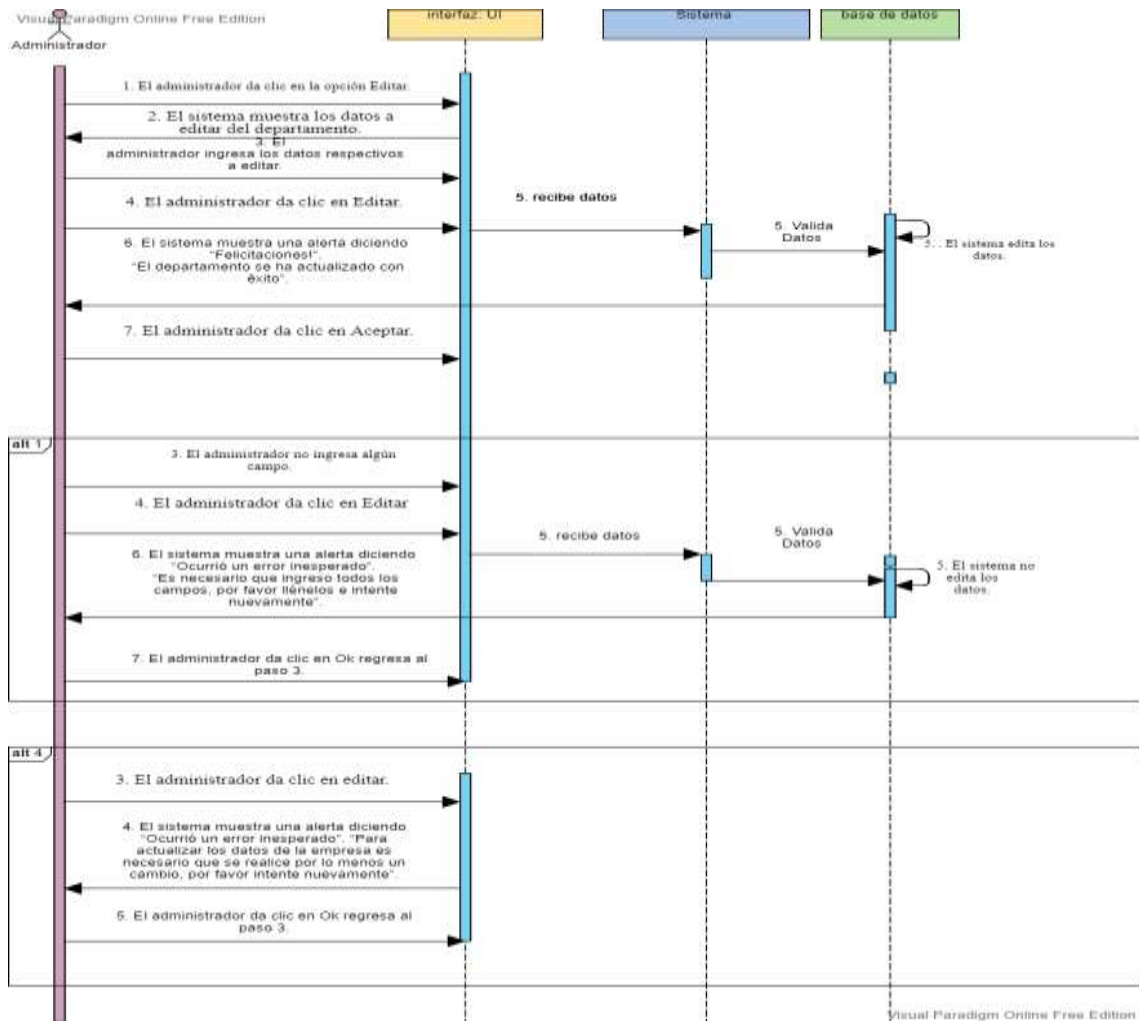 Visual Paradigm Online Free Edition
Administrador
interfaz: UI
Sistema
base de datos
1. El administrador da clic en la opción Editar.
2. El sistema muestra los datos a
editar del departamento.
3. El
administrador ingresa los datos respectivos
a editar.
4. El administrador da clic en Editar.
5. recibe datos
5. Valida
Datos
5. . El sistema edita los
datos.
6. El sistema muestra una alerta diciendo
"Felicitaciones!".
"El departamento se ha actualizado con
éxito".
7. El administrador da clic en Aceptar.
alt 1
3. El administrador no ingresa algún
campo.
4. El administrador da clic en Editar
5. recibe datos
5. Valida
Datos
5. El sistema no
edita los
datos.
6. El sistema muestra una alerta diciendo
"Ocurrió un error inesperado".
"Es necesario que ingreso todos los
campos, por favor llénelos e intente
nuevamente".
7. El administrador da clic en Ok regresa al
paso 3.
alt 4
3. El administrador da clic en editar.
4. El sistema muestra una alerta diciendo
"Ocurrió un error inesperado". "Para
actualizar los datos de la empresa es
necesario que se realice por lo menos un
cambio, por favor intente nuevamente".
5. El administrador da clic en Ok regresa al
paso 3.
Visual Paradigm Online Free Edition